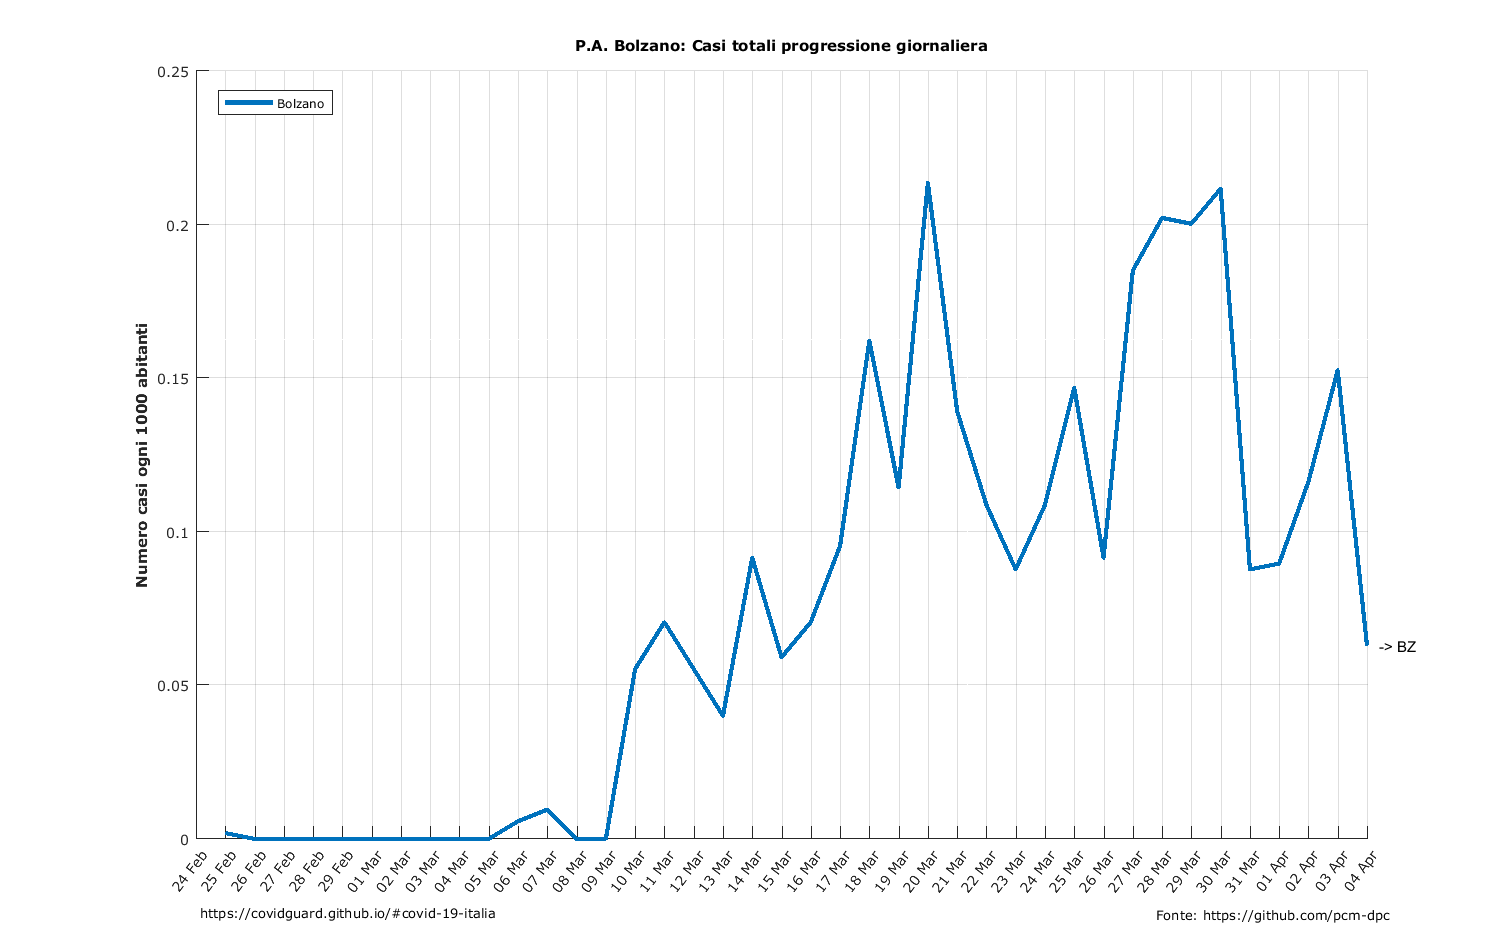 P.A. Bolzano: Casi totali progressione giornaliera
Bolzano
Numero casi ogni 1000 abitanti
0.25
0.2
0.15
0.1
0.05
0
-> BZ
24 Feb
25 Feb
26 Feb
27 Feb
28 Feb
29 Feb
01 Mar
02 Mar
03 Mar
04 Mar
05 Mar
06 Mar
07 Mar
08 Mar
09 Mar
10 Mar
11 Mar
12 Mar
13 Mar
14 Mar
15 Mar
16 Mar
17 Mar
18 Mar
19 Mar
20 Mar
21 Mar
22 Mar
23 Mar
24 Mar
25 Mar
26 Mar
27 Mar
28 Mar
29 Mar
30 Mar
31 Mar
01 Apr
02 Apr
03 Apr
04 Apr
https://covidguard.github.io/#covid-19-italia
Fonte: https://github.com/pcm-dpc